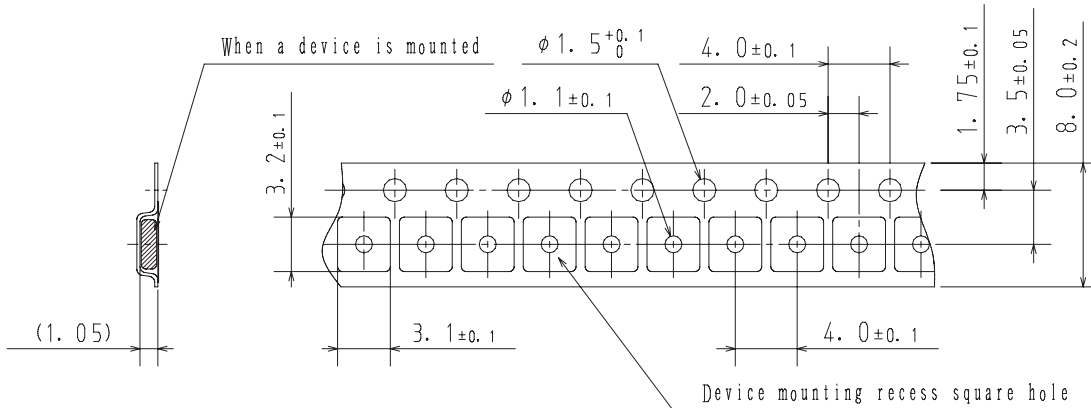 When a device is mounted
φ1.5+0.1 0
4.0±0.1
φ1.1±0.1
2.0±0.05
1.75±0.1
3.5±0.05
8.0±0.2
3.2±0.1
(1.05)
3.1±0.1
4.0±0.1
Device mounting recess square hole